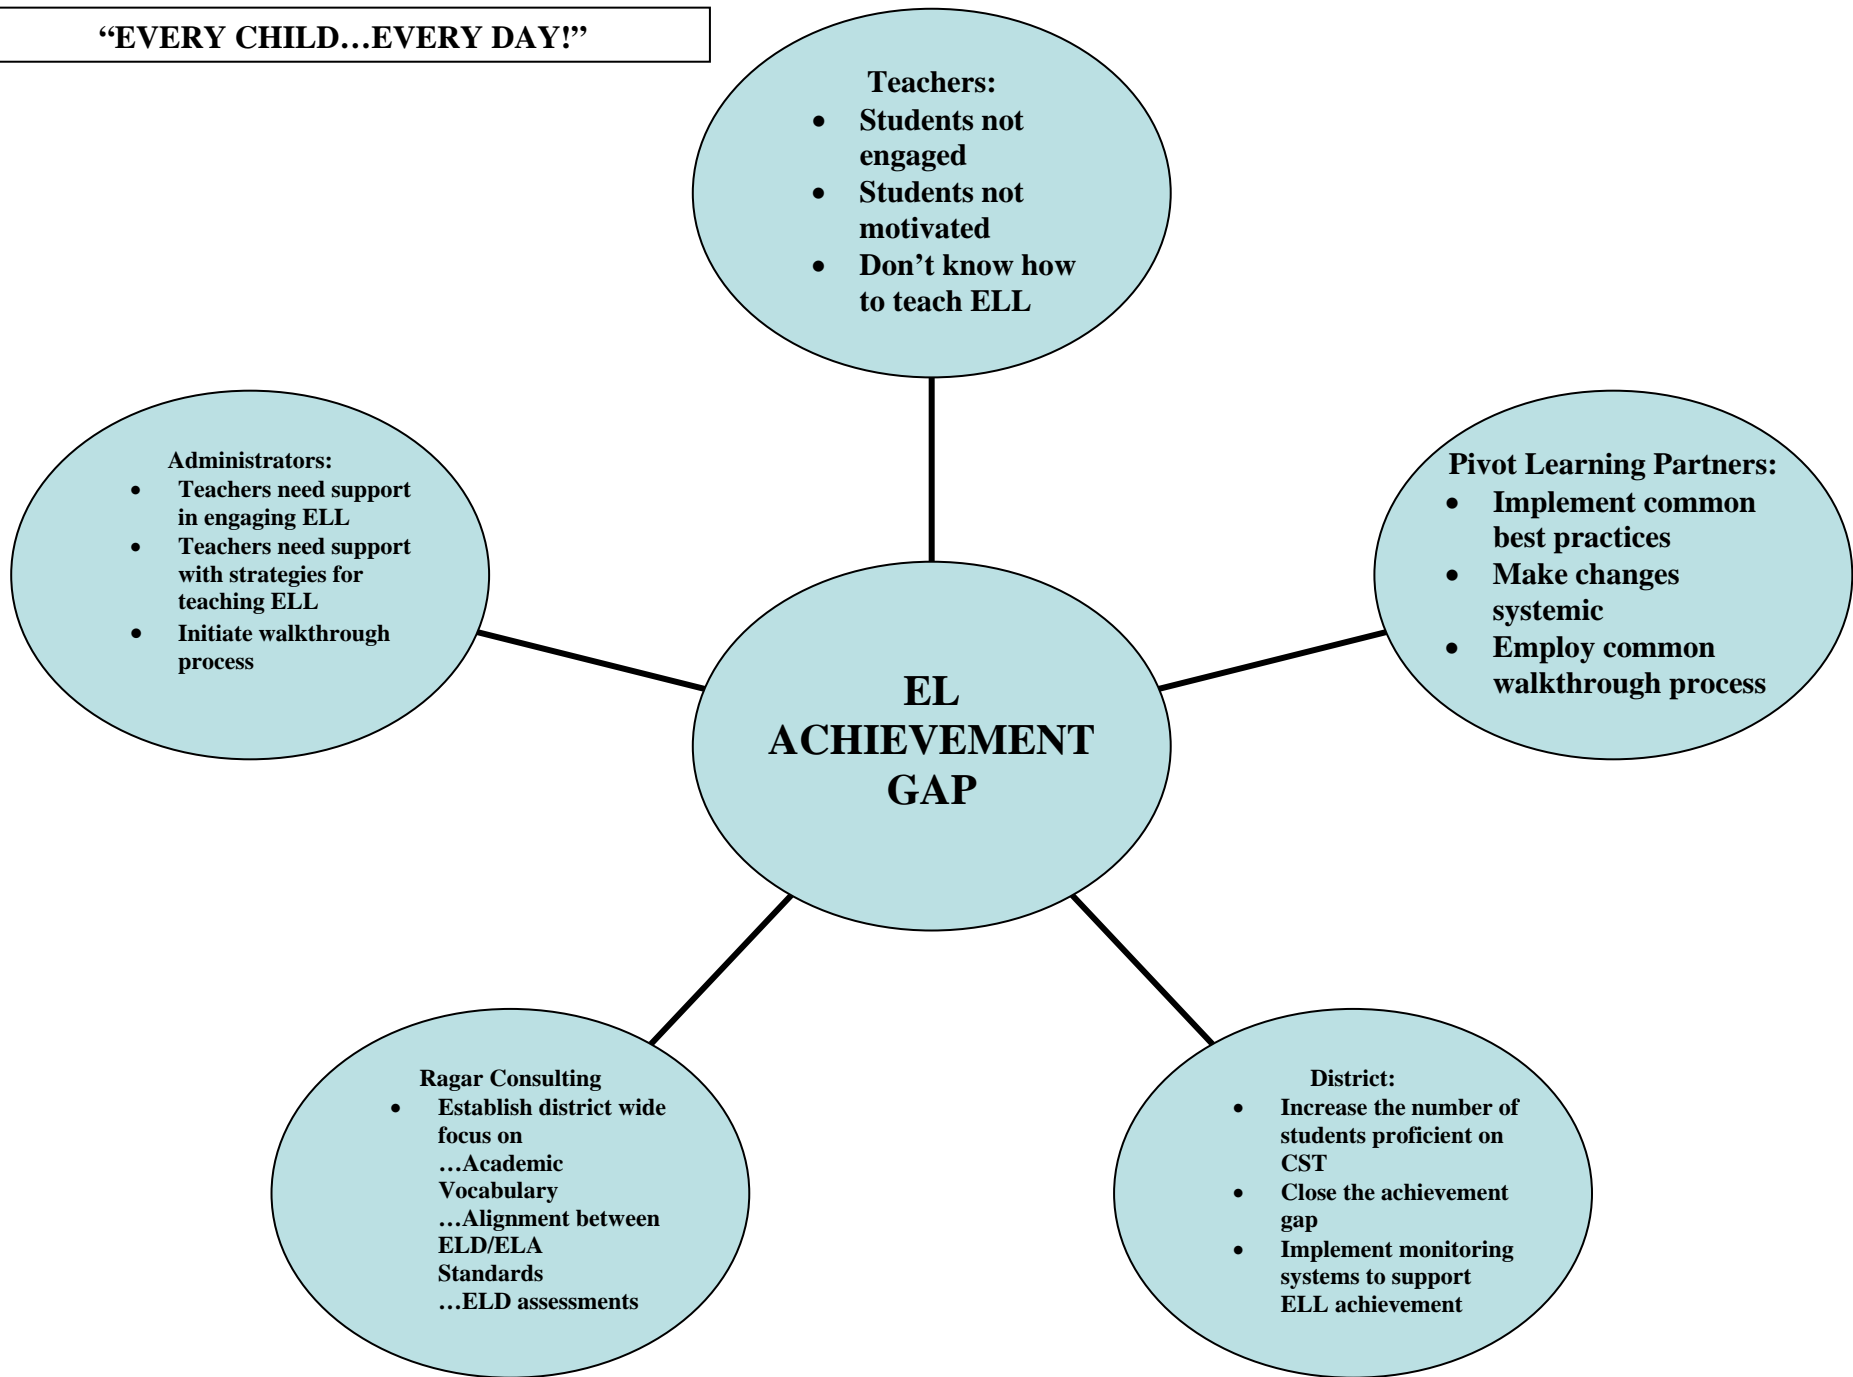 “EVERY CHILD…EVERY DAY!”
Teachers:
• Students not
engaged
• Students not
motivated
• Don’t know how
to teach ELL
Administrators:
• Teachers need support
in engaging ELL
• Teachers need support
with strategies for
teaching ELL
• Initiate walkthrough
process
Pivot Learning Partners:
• Implement common
best practices
• Make changes
systemic
• Employ common
walkthrough process
EL
ACHIEVEMENT
GAP
Ragar Consulting
• Establish district wide
focus on
…Academic
Vocabulary
…Alignment between
ELD/ELA
Standards
…ELD assessments
District:
• Increase the number of
students proficient on
CST
• Close the achievement
gap
• Implement monitoring
systems to support
ELL achievement